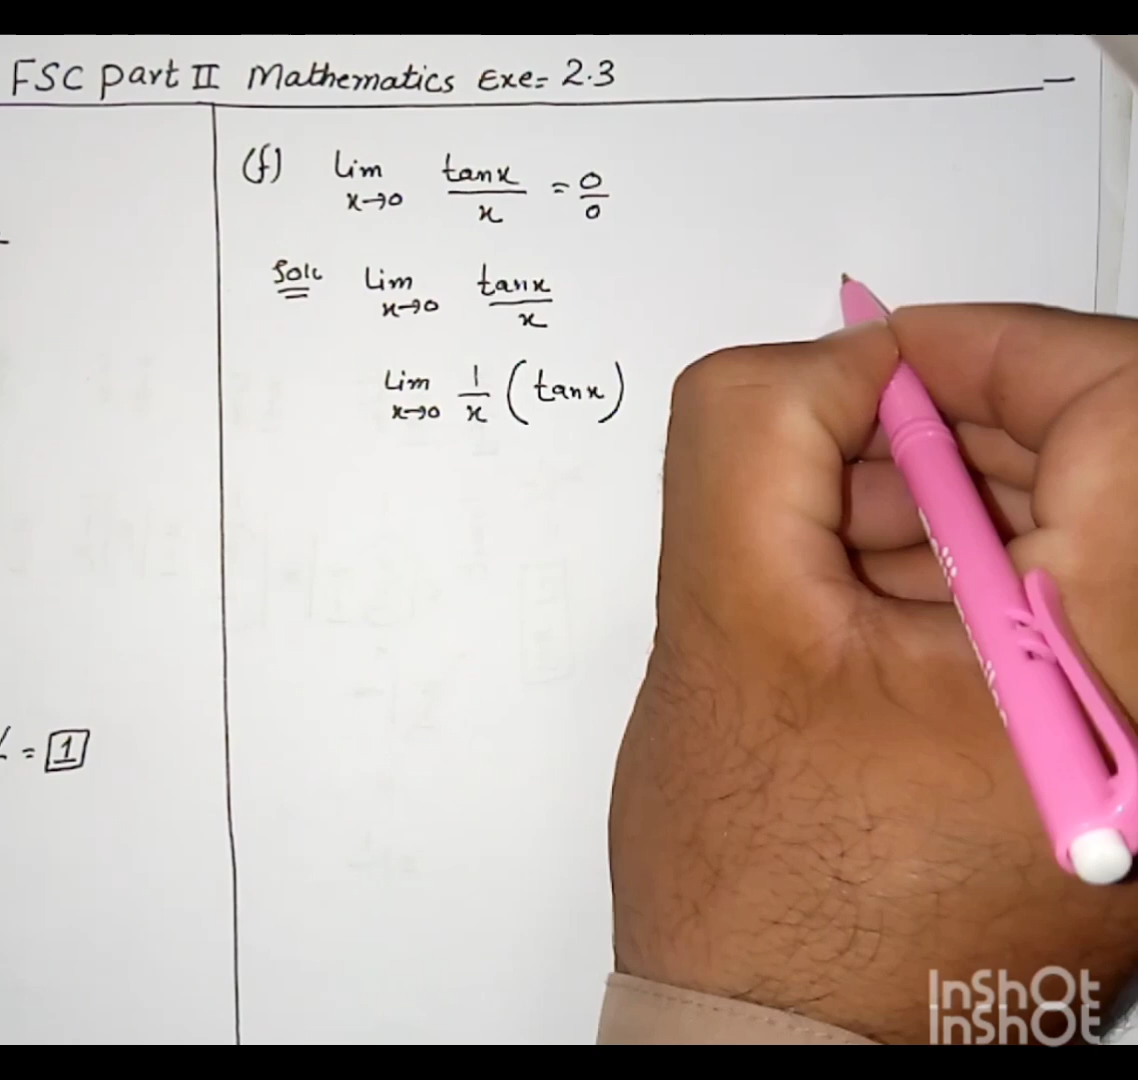 FSC part II Mathematics Exe= 2.3
(f) lim x→0 tanx/x = 0/0
Sol: lim x→0 tanx/x
lim x→0 1/x (tanx)
= 1
InShOt
InShOt